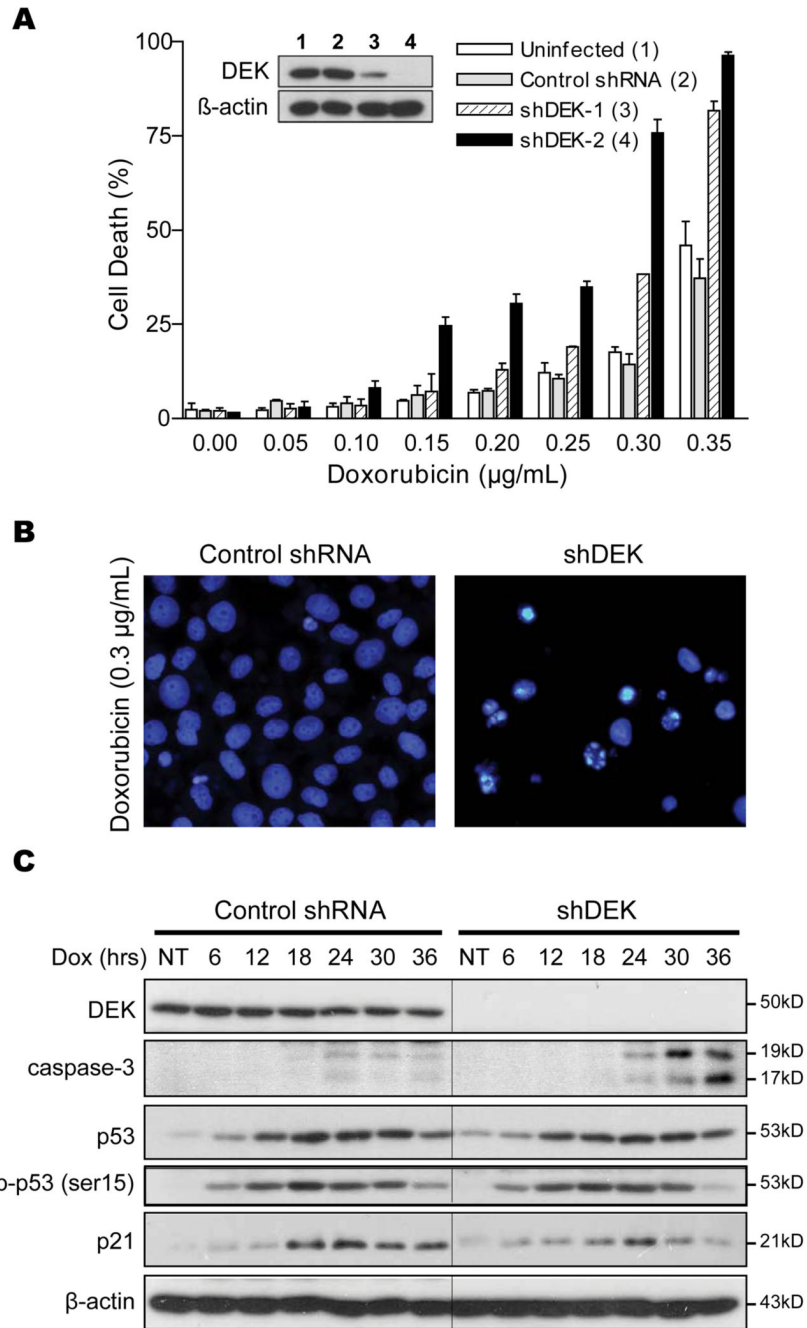 A
100
75
50
25
0
Cell Death (%)
1 2 3 4
DEK
ß-actin
Uninfected (1)
Control shRNA (2)
shDEK-1 (3)
shDEK-2 (4)
0.00 0.05 0.10 0.15 0.20 0.25 0.30 0.35
Doxorubicin (µg/mL)
B
Control shRNA shDEK
Doxorubicin (0.3 µg/mL)
C
Control shRNA shDEK
Dox (hrs) NT 6 12 18 24 30 36 NT 6 12 18 24 30 36
DEK 50kD
caspase-3 19kD
17kD
p53 53kD
p-p53 (ser15) 53kD
p21 21kD
β-actin 43kD